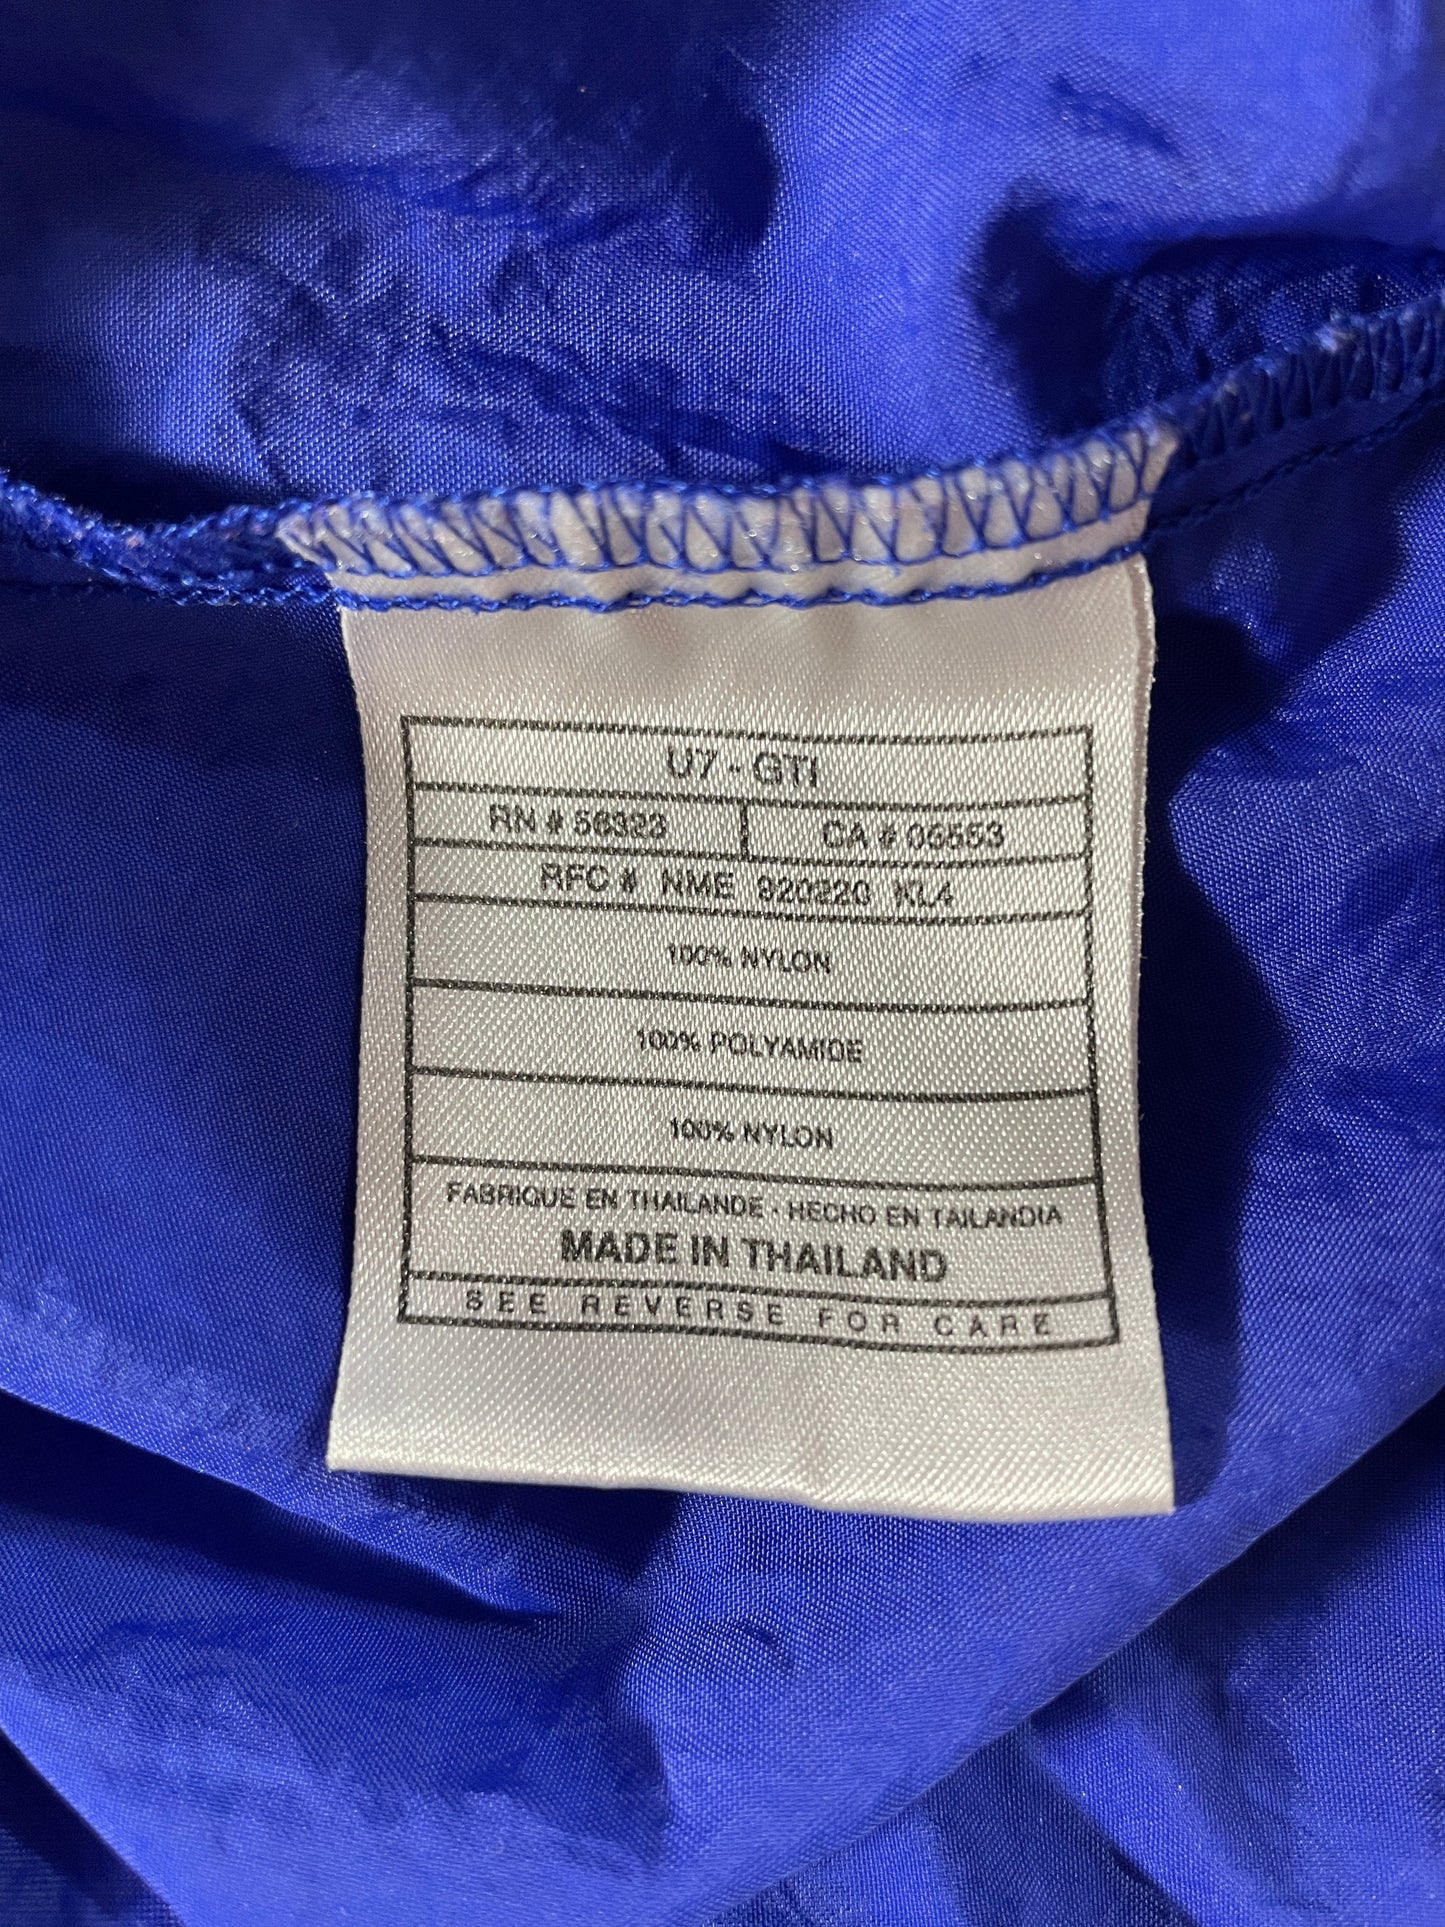 U7 - GTI
RN # 56323 CA # 05553
RFC # NME 920220 KL4
100% NYLON
100% POLYAMIDE
100% NYLON
FABRIQUE EN THAILANDE - HECHO EN TAILANDIA
MADE IN THAILAND
SEE REVERSE FOR CARE